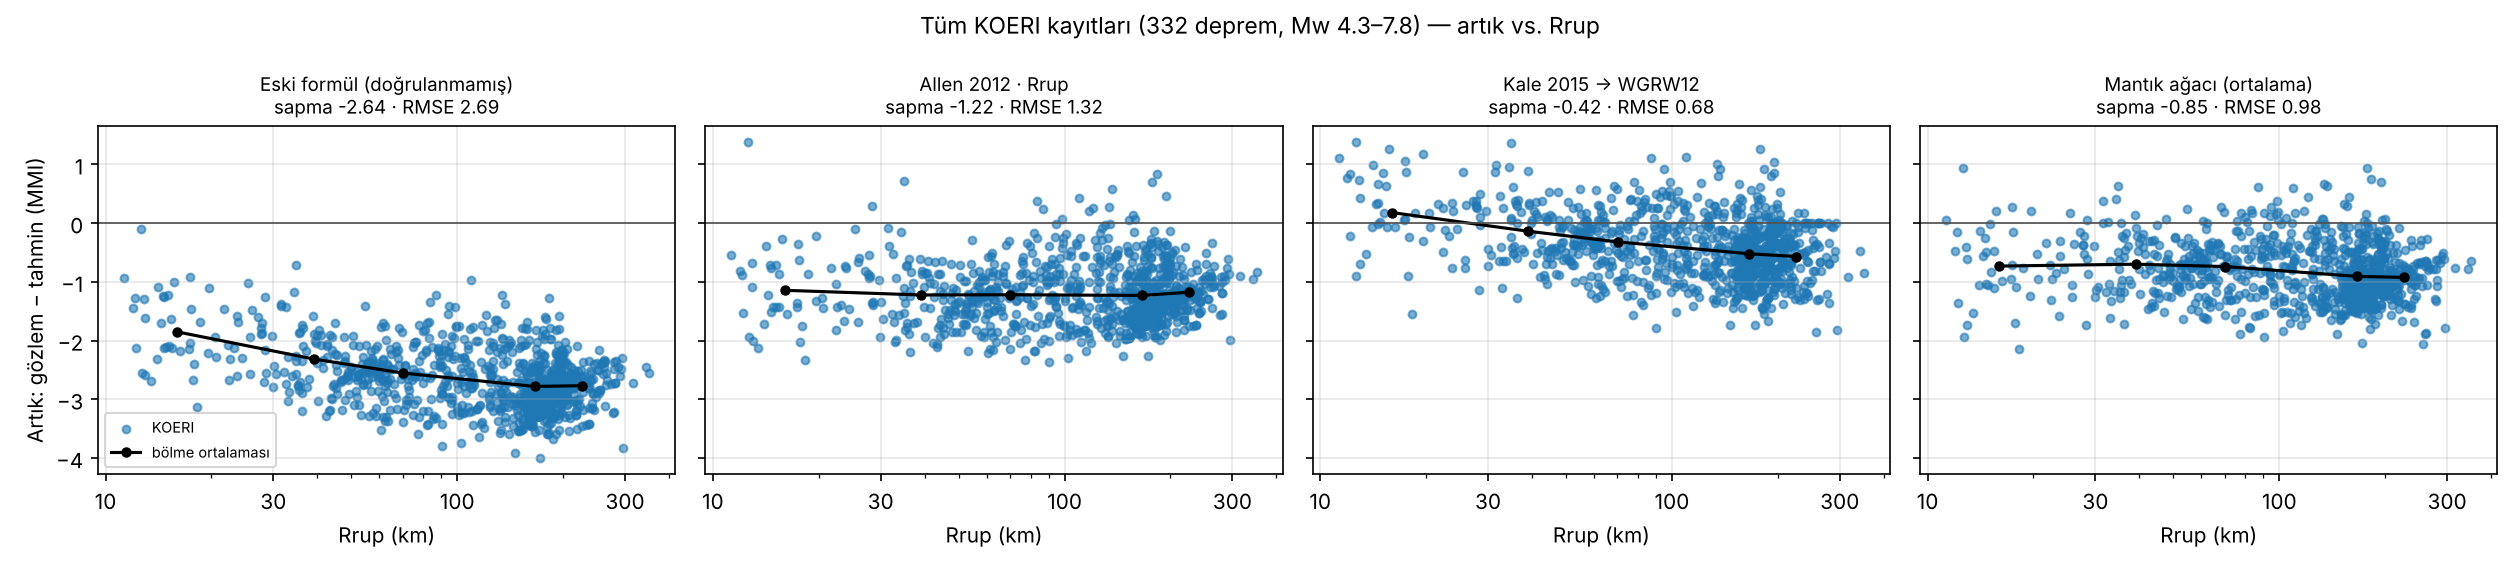 Tüm KOERI kayıtları (332 deprem, Mw 4.3–7.8) — artık vs. Rrup
Eski formül (doğrulanmamış)
sapma -2.64 · RMSE 2.69
Allen 2012 · Rrup
sapma -1.22 · RMSE 1.32
Kale 2015 → WGRW12
sapma -0.42 · RMSE 0.68
Mantık ağacı (ortalama)
sapma -0.85 · RMSE 0.98
Artık: gözlem − tahmin (MMI)
1
0
−1
−2
−3
−4
KOERI
bölme ortalaması
10 30 100 300
10 30 100 300
10 30 100 300
10 30 100 300
Rrup (km)
Rrup (km)
Rrup (km)
Rrup (km)